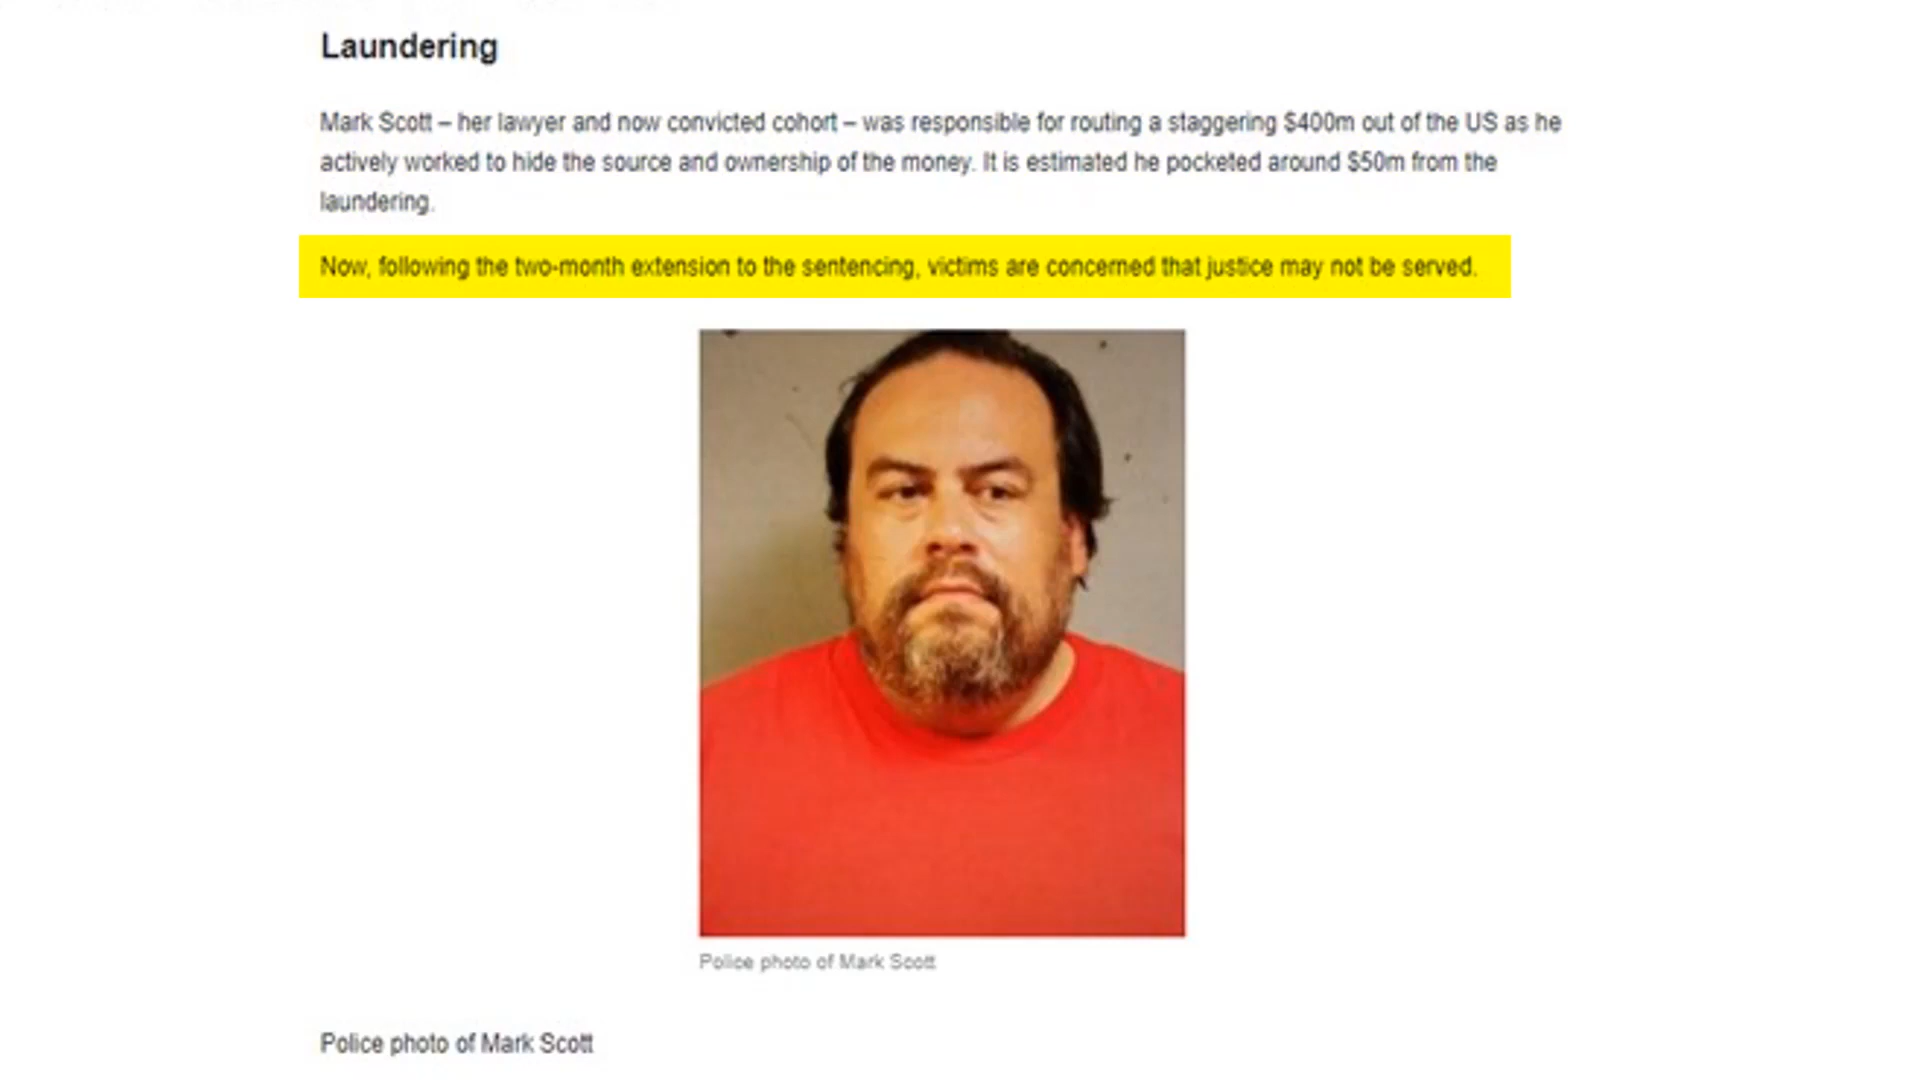 Laundering
Mark Scott – her lawyer and now convicted cohort – was responsible for routing a staggering $400m out of the US as he
actively worked to hide the source and ownership of the money. It is estimated he pocketed around $50m from the
laundering.
Now, following the two-month extension to the sentencing, victims are concerned that justice may not be served.
Police photo of Mark Scott
Police photo of Mark Scott